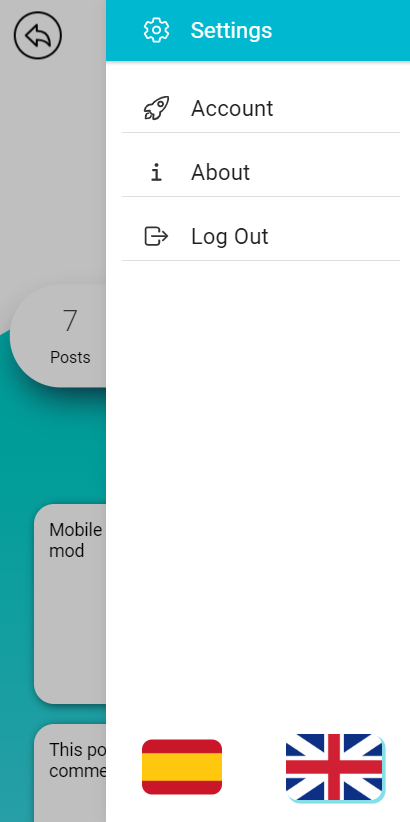 Settings
Account
About
Log Out
7
Posts
Mobile
mod
This po
comme